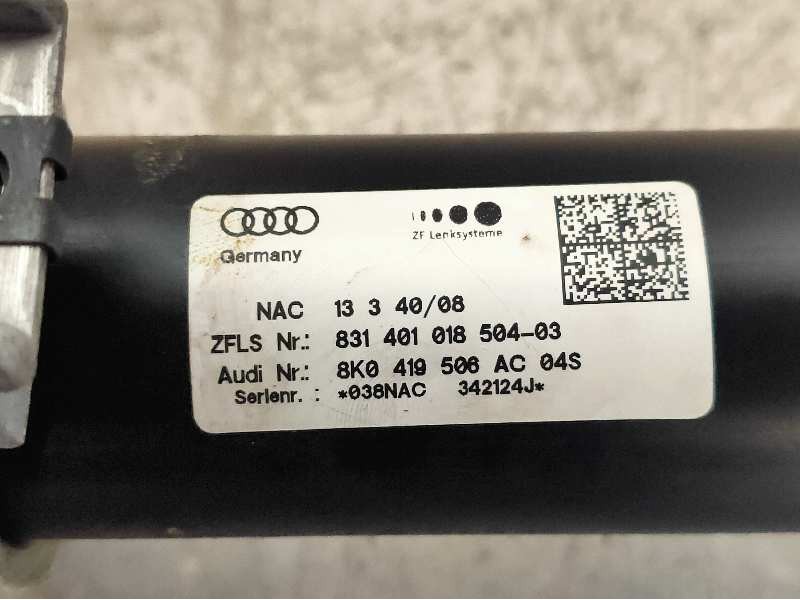 Germany
ZF Lenksysteme
NAC 13 3 40/08
ZFLS Nr.: 831 401 018 504-03
Audi Nr.: 8K0 419 506 AC 04S
Serienr. : *038NAC 342124J*